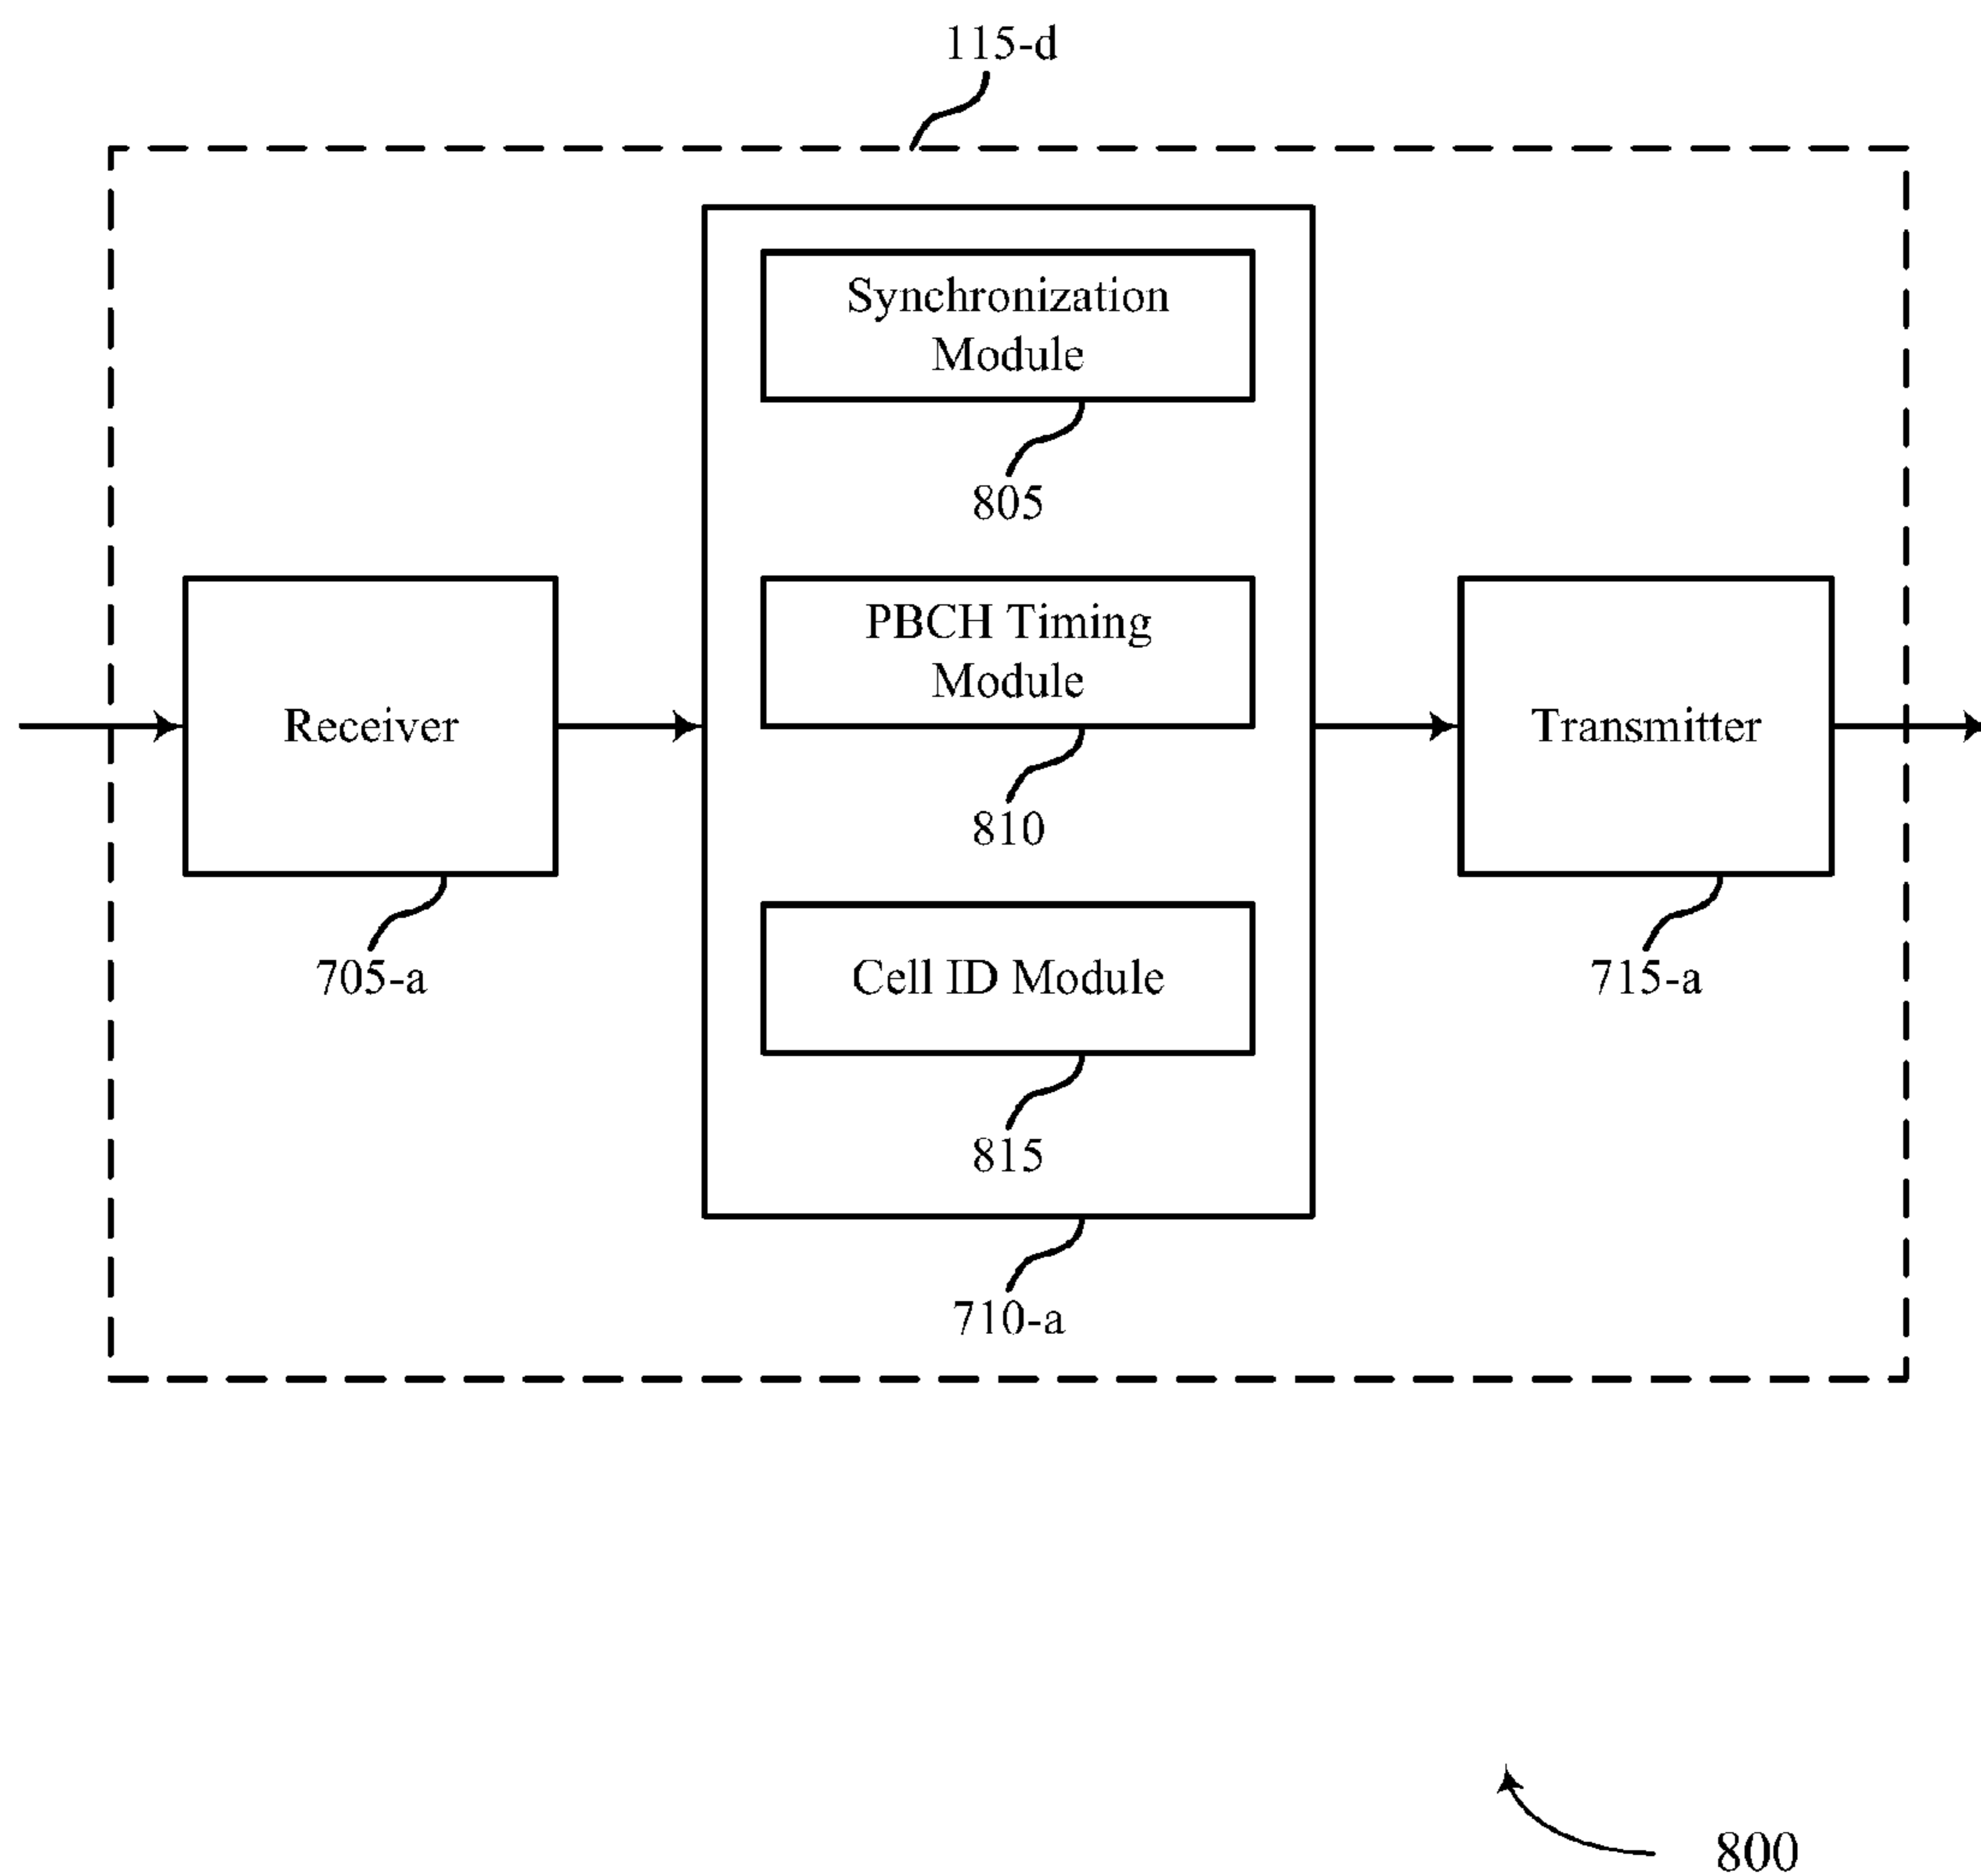 115-d
Synchronization
Module
805
PBCH Timing
Module
810
Receiver
705-a
Transmitter
715-a
Cell ID Module
815
710-a
800